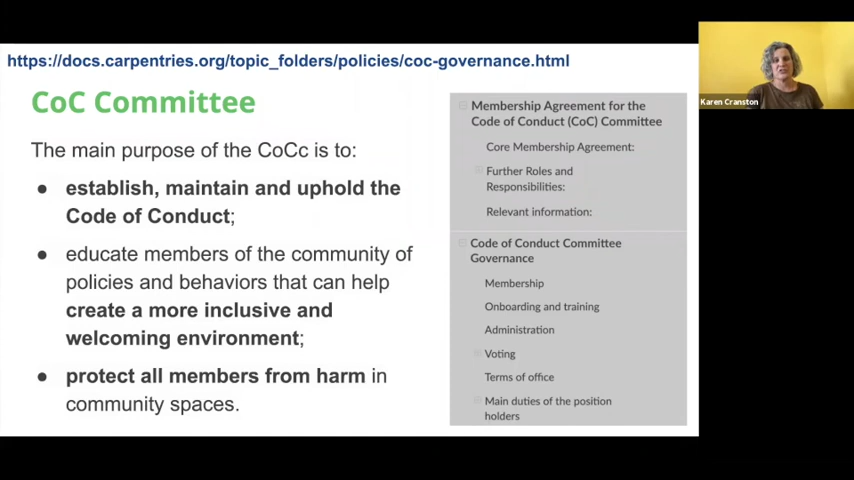 https://docs.carpentries.org/topic_folders/policies/coc-governance.html
CoC Committee
The main purpose of the CoCc is to:
● establish, maintain and uphold the
Code of Conduct;
● educate members of the community of
policies and behaviors that can help
create a more inclusive and
welcoming environment;
● protect all members from harm in
community spaces.
Membership Agreement for the
Code of Conduct (CoC) Committee
Core Membership Agreement:
Further Roles and
Responsibilities:
Relevant information:
Code of Conduct Committee
Governance
Membership
Onboarding and training
Administration
Voting
Terms of office
Main duties of the position
holders
Karen Cranston